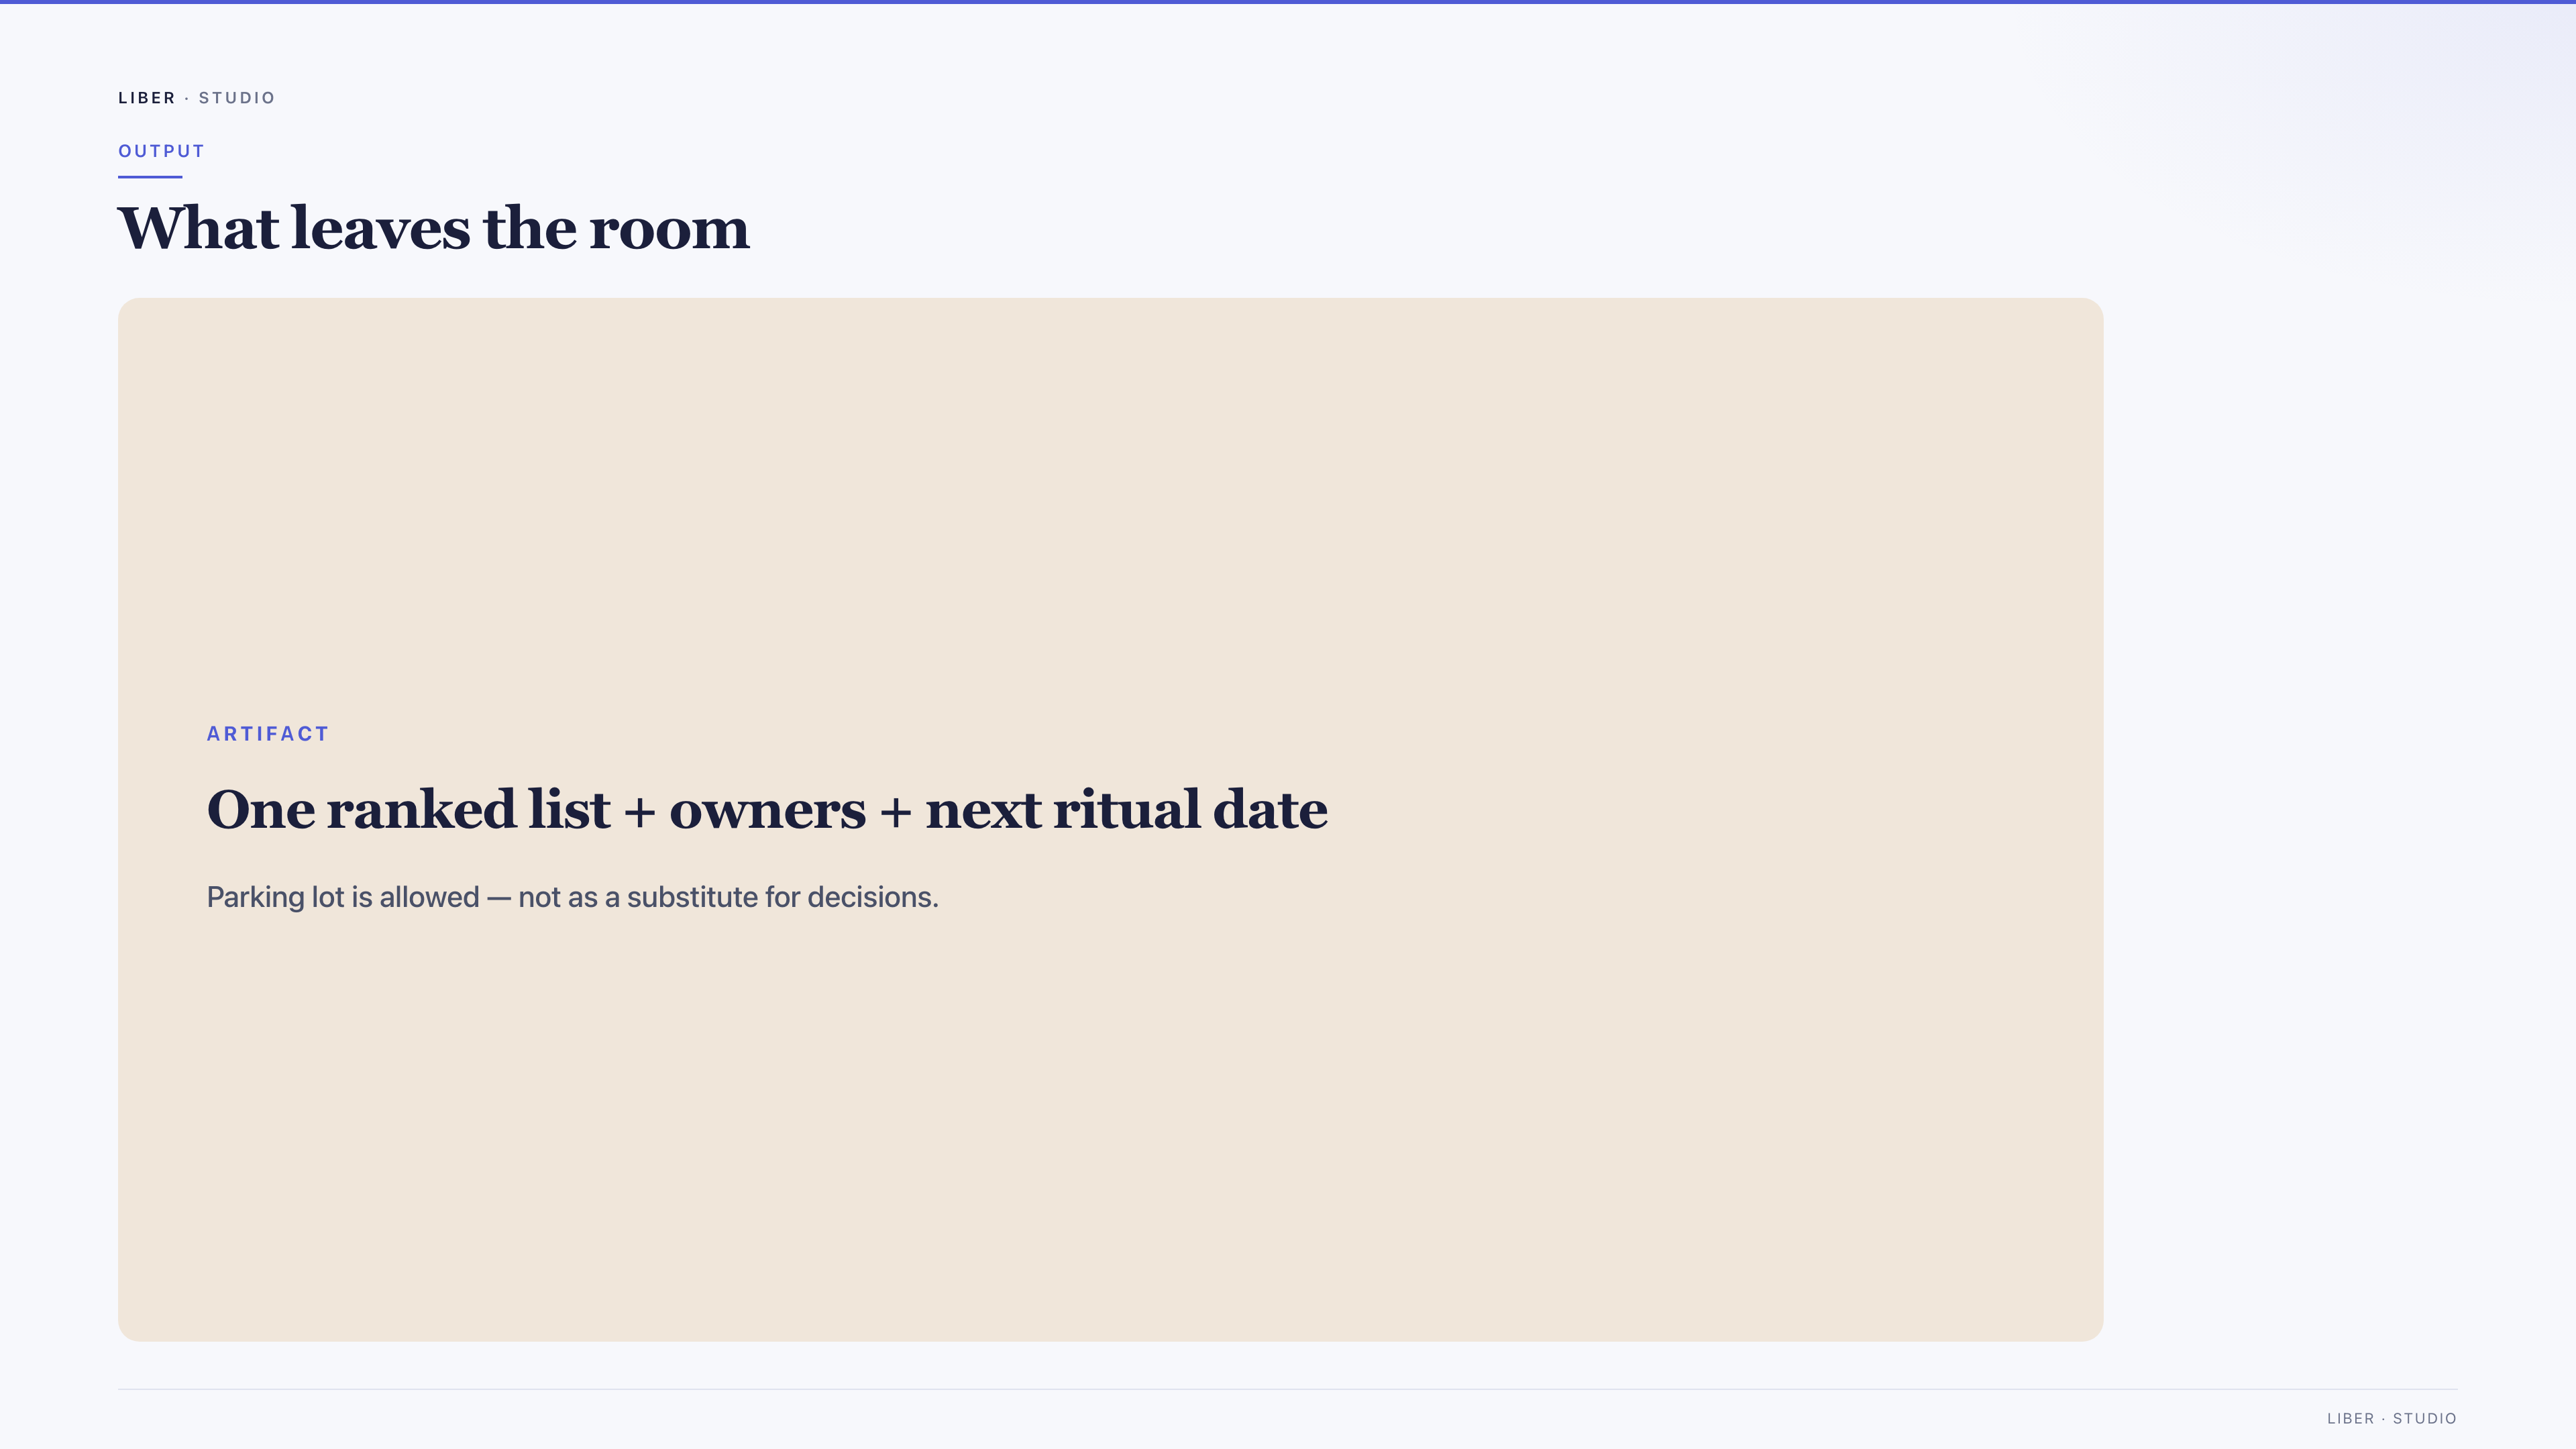 LIBER · STUDIO
OUTPUT
What leaves the room
ARTIFACT
One ranked list + owners + next ritual date
Parking lot is allowed — not as a substitute for decisions.
LIBER · STUDIO